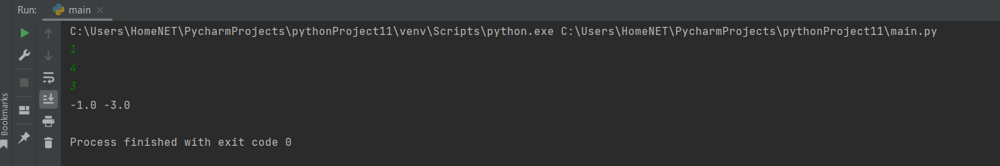 Run: main
C:\Users\HomeNET\PycharmProjects\pythonProject11\venv\Scripts\python.exe C:\Users\HomeNET\PycharmProjects\pythonProject11\main.py
1
4
3
-1.0 -3.0
Process finished with exit code 0
Bookmarks